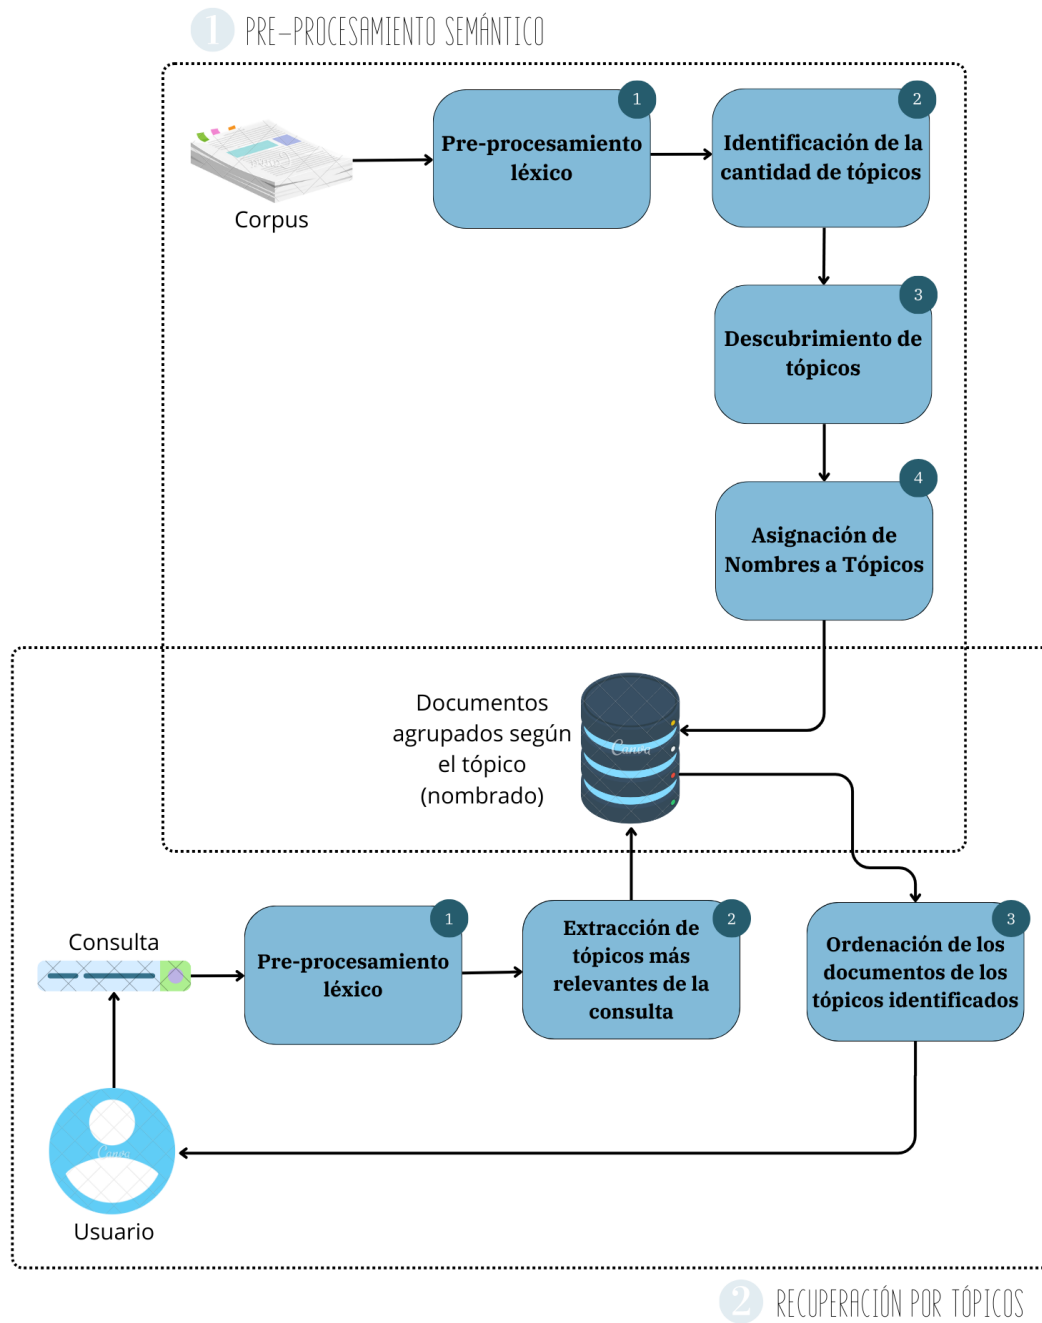 1 PRE-PROCESAMIENTO SEMÁNTICO
1
Pre-procesamiento
léxico
2
Identificación de la
cantidad de tópicos
Corpus
3
Descubrimiento de
tópicos
4
Asignación de
Nombres a Tópicos
Documentos
agrupados según
el tópico
(nombrado)
Canva
Consulta
1
Pre-procesamiento
léxico
2
Extracción de
tópicos más
relevantes de la
consulta
3
Ordenación de los
documentos de los
tópicos identificados
Canva
Usuario
2 RECUPERACIÓN POR TÓPICOS